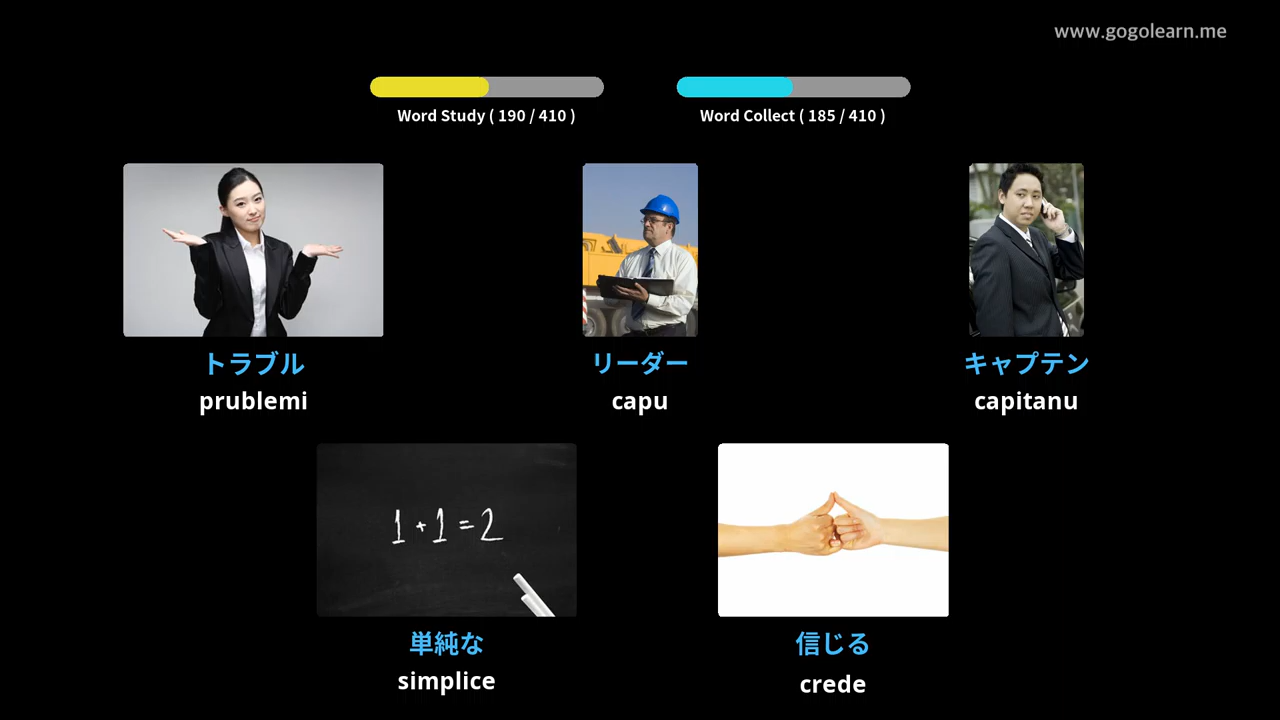 www.gogolearn.me
Word Study ( 190 / 410 )
Word Collect ( 185 / 410 )
トラブル
prublemi
リーダー
capu
キャプテン
capitanu
1 + 1 = 2
単純な
simplice
信じる
crede